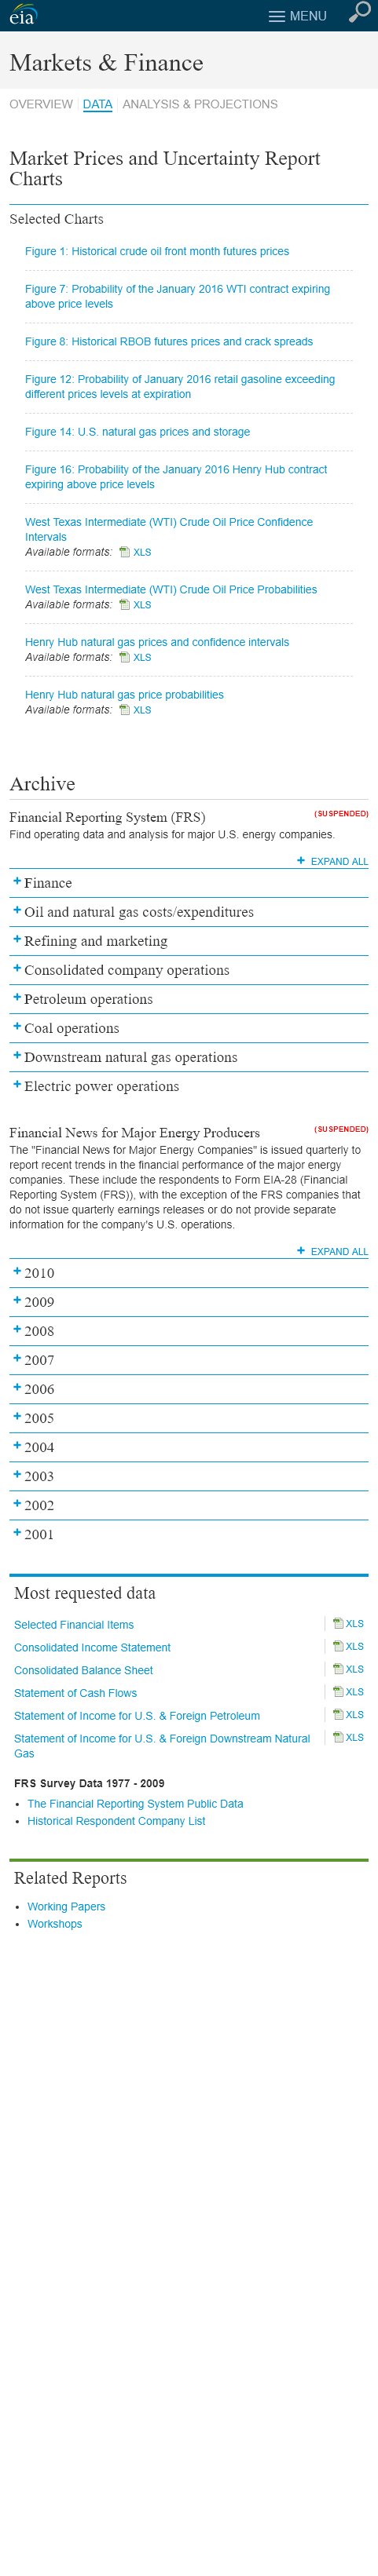 eia
MENU
Markets & Finance
OVERVIEW DATA ANALYSIS & PROJECTIONS
Market Prices and Uncertainty Report
Charts
Selected Charts
Figure 1: Historical crude oil front month futures prices
Figure 7: Probability of the January 2016 WTI contract expiring
above price levels
Figure 8: Historical RBOB futures prices and crack spreads
Figure 12: Probability of January 2016 retail gasoline exceeding
different prices levels at expiration
Figure 14: U.S. natural gas prices and storage
Figure 16: Probability of the January 2016 Henry Hub contract
expiring above price levels
West Texas Intermediate (WTI) Crude Oil Price Confidence
Intervals
Available formats: XLS
West Texas Intermediate (WTI) Crude Oil Price Probabilities
Available formats: XLS
Henry Hub natural gas prices and confidence intervals
Available formats: XLS
Henry Hub natural gas price probabilities
Available formats: XLS
Archive
Financial Reporting System (FRS) (SUSPENDED)
Find operating data and analysis for major U.S. energy companies.
+ EXPAND ALL
+ Finance
+ Oil and natural gas costs/expenditures
+ Refining and marketing
+ Consolidated company operations
+ Petroleum operations
+ Coal operations
+ Downstream natural gas operations
+ Electric power operations
Financial News for Major Energy Producers (SUSPENDED)
The "Financial News for Major Energy Companies" is issued quarterly to
report recent trends in the financial performance of the major energy
companies. These include the respondents to Form EIA-28 (Financial
Reporting System (FRS)), with the exception of the FRS companies that
do not issue quarterly earnings releases or do not provide separate
information for the company's U.S. operations.
+ EXPAND ALL
+ 2010
+ 2009
+ 2008
+ 2007
+ 2006
+ 2005
+ 2004
+ 2003
+ 2002
+ 2001
Most requested data
Selected Financial Items XLS
Consolidated Income Statement XLS
Consolidated Balance Sheet XLS
Statement of Cash Flows XLS
Statement of Income for U.S. & Foreign Petroleum XLS
Statement of Income for U.S. & Foreign Downstream Natural XLS
Gas
FRS Survey Data 1977 - 2009
• The Financial Reporting System Public Data
• Historical Respondent Company List
Related Reports
• Working Papers
• Workshops